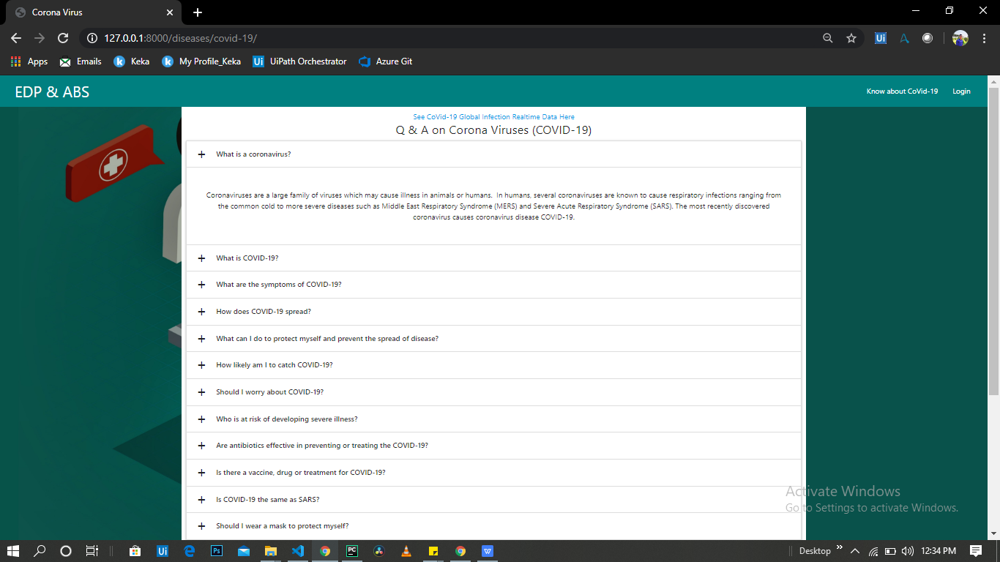 Corona Virus
127.0.0.1:8000/diseases/covid-19/
Ui
Apps
Emails
k
Keka
k
My Profile_Keka
Ui
UiPath Orchestrator
Azure Git
EDP & ABS
Know about CoVid-19
Login
See CoVid-19 Global Infection Realtime Data Here
Q & A on Corona Viruses (COVID-19)
+ What is a coronavirus?
Coronaviruses are a large family of viruses which may cause illness in animals or humans. In humans, several coronaviruses are known to cause respiratory infections ranging from
the common cold to more severe diseases such as Middle East Respiratory Syndrome (MERS) and Severe Acute Respiratory Syndrome (SARS). The most recently discovered
coronavirus causes coronavirus disease COVID-19.
+ What is COVID-19?
+ What are the symptoms of COVID-19?
+ How does COVID-19 spread?
+ What can I do to protect myself and prevent the spread of disease?
+ How likely am I to catch COVID-19?
+ Should I worry about COVID-19?
+ Who is at risk of developing severe illness?
+ Are antibiotics effective in preventing or treating the COVID-19?
+ Is there a vaccine, drug or treatment for COVID-19?
+ Is COVID-19 the same as SARS?
+ Should I wear a mask to protect myself?
Activate Windows
Go to Settings to activate Windows.
Ui
Ps
PC
W
Desktop
12:34 PM